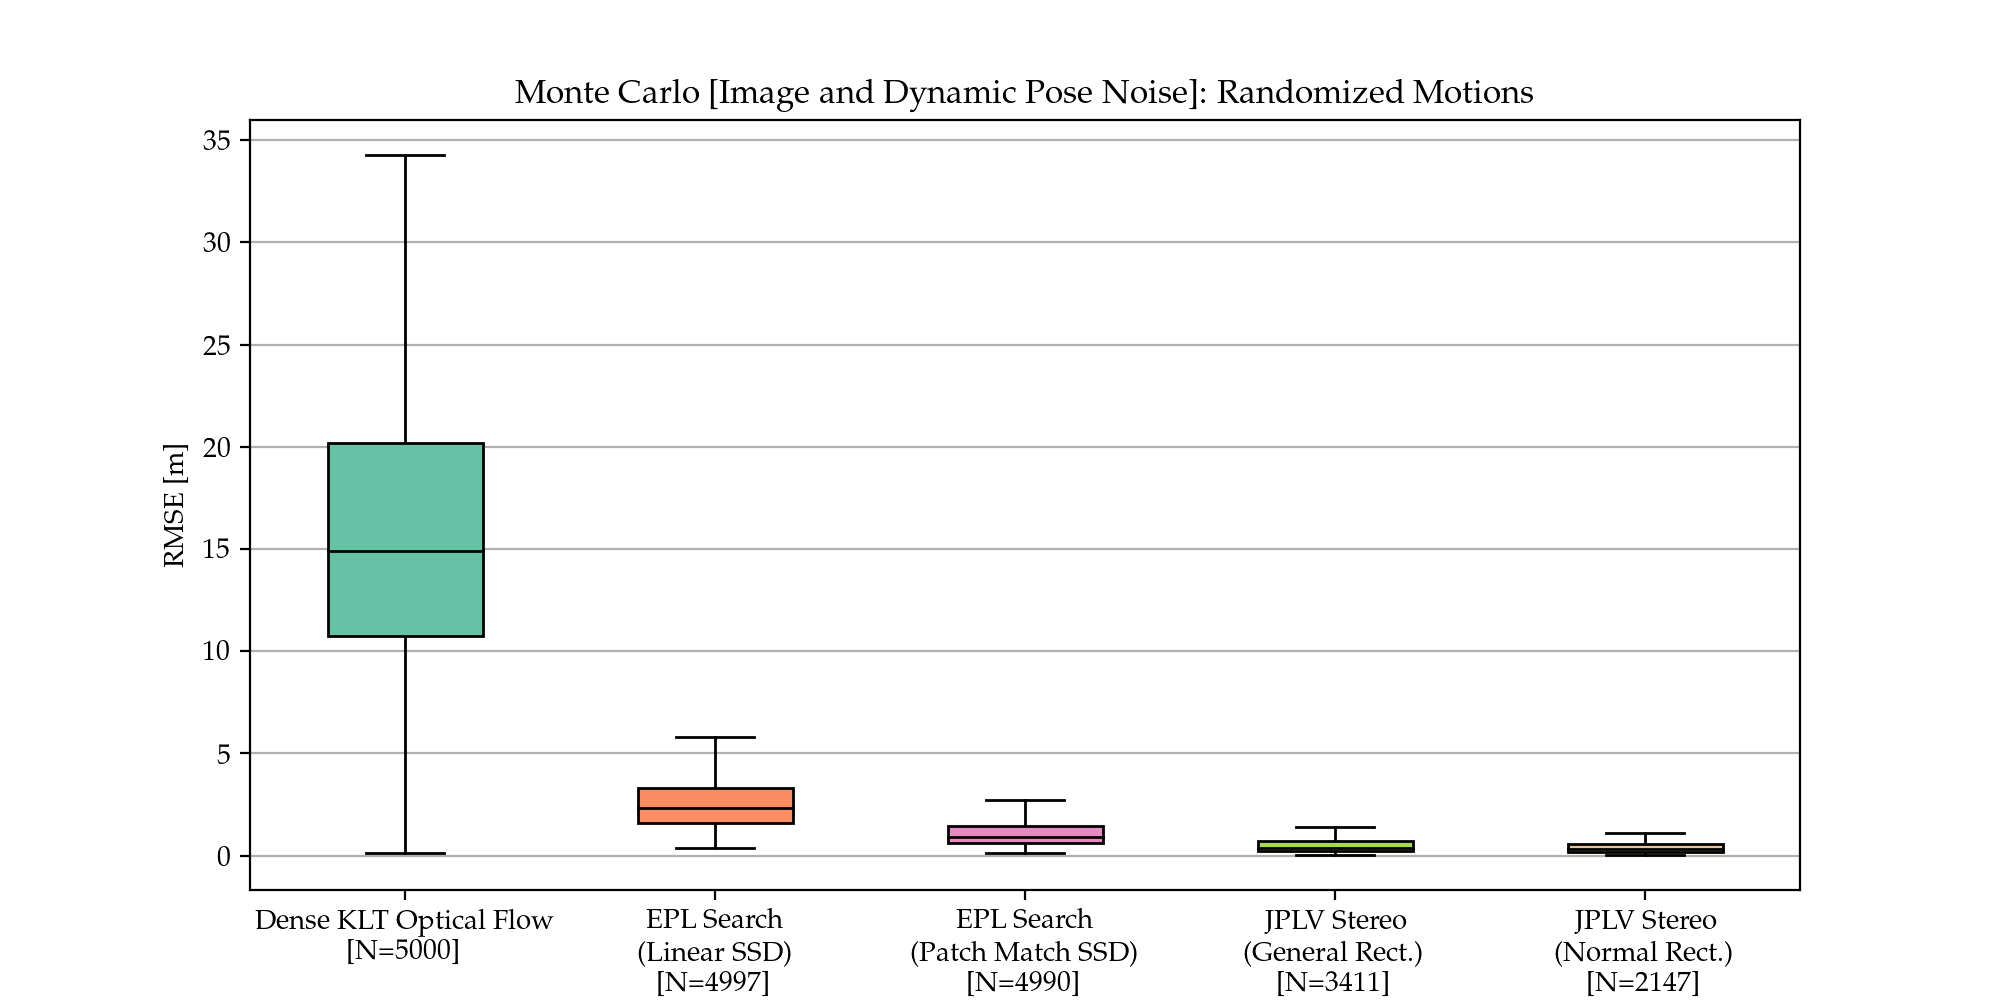 Monte Carlo [Image and Dynamic Pose Noise]: Randomized Motions
RMSE [m]
35
30
25
20
15
10
5
0
Dense KLT Optical Flow
[N=5000]
EPL Search
(Linear SSD)
[N=4997]
EPL Search
(Patch Match SSD)
[N=4990]
JPLV Stereo
(General Rect.)
[N=3411]
JPLV Stereo
(Normal Rect.)
[N=2147]